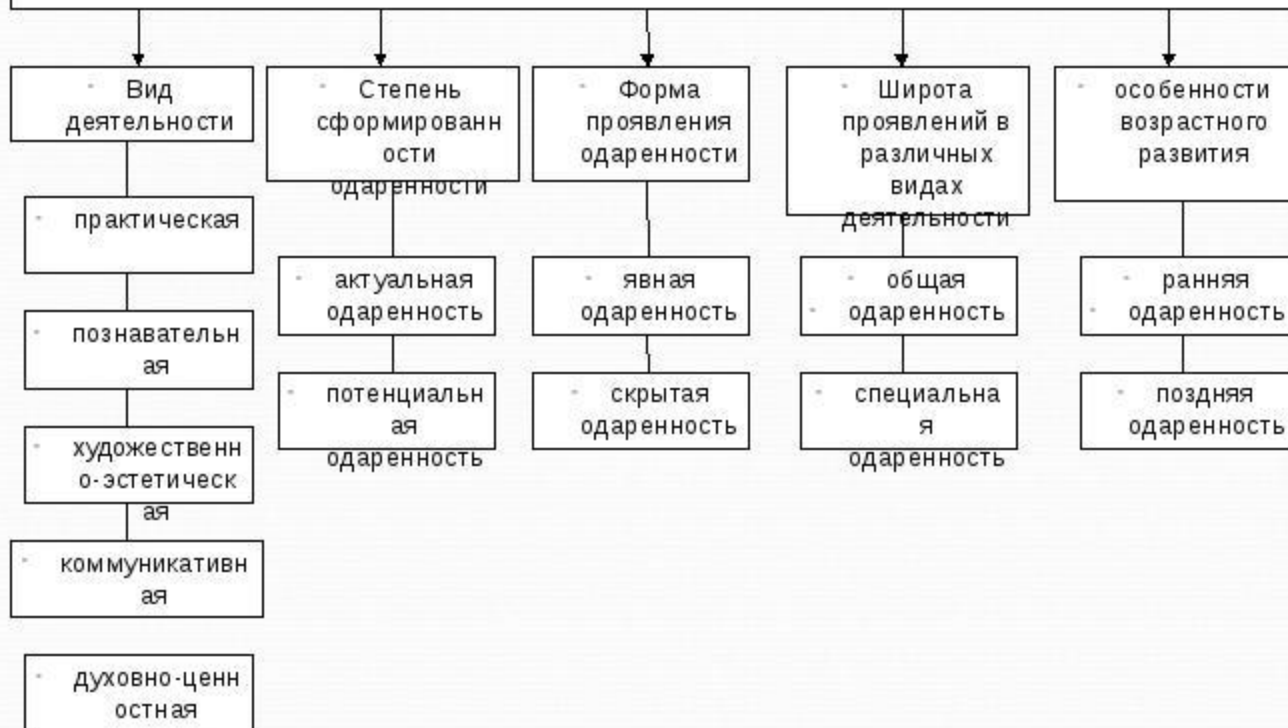 Вид
деятельности
практическая
познавательн
ая
художественн
о-эстетическ
ая
коммуникативн
ая
духовно-ценн
остная
Степень
сформированн
ости
одаренности
актуальная
одаренность
потенциальн
ая
одаренность
Форма
проявления
одаренности
явная
одаренность
скрытая
одаренность
Широта
проявлений в
различных
видах
деятельности
общая
одаренность
специальна
я
одаренность
особенности
возрастного
развития
ранняя
одаренность
поздняя
одаренность